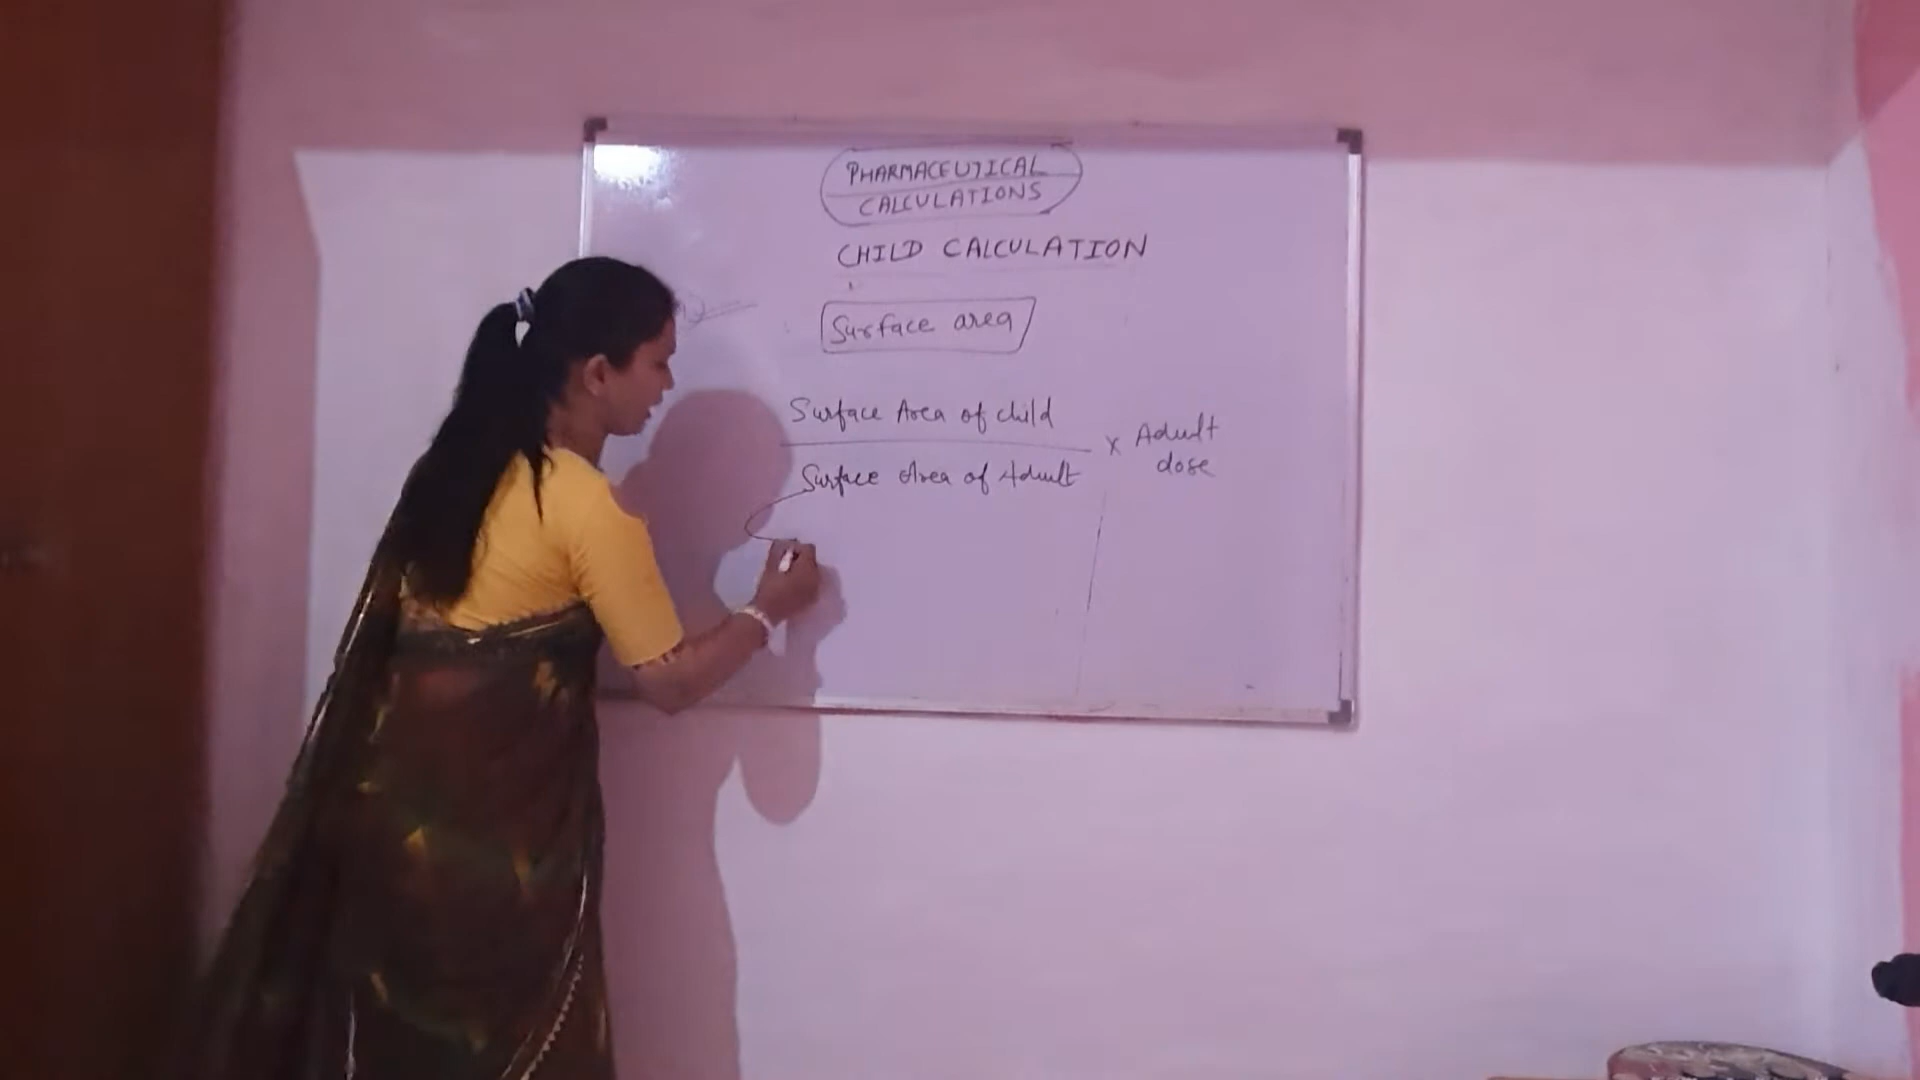 PHARMACEUTICAL
CALCULATIONS
CHILD CALCULATION
Surface area
Surface Area of child
Surface Area of Adult
x Adult
dose